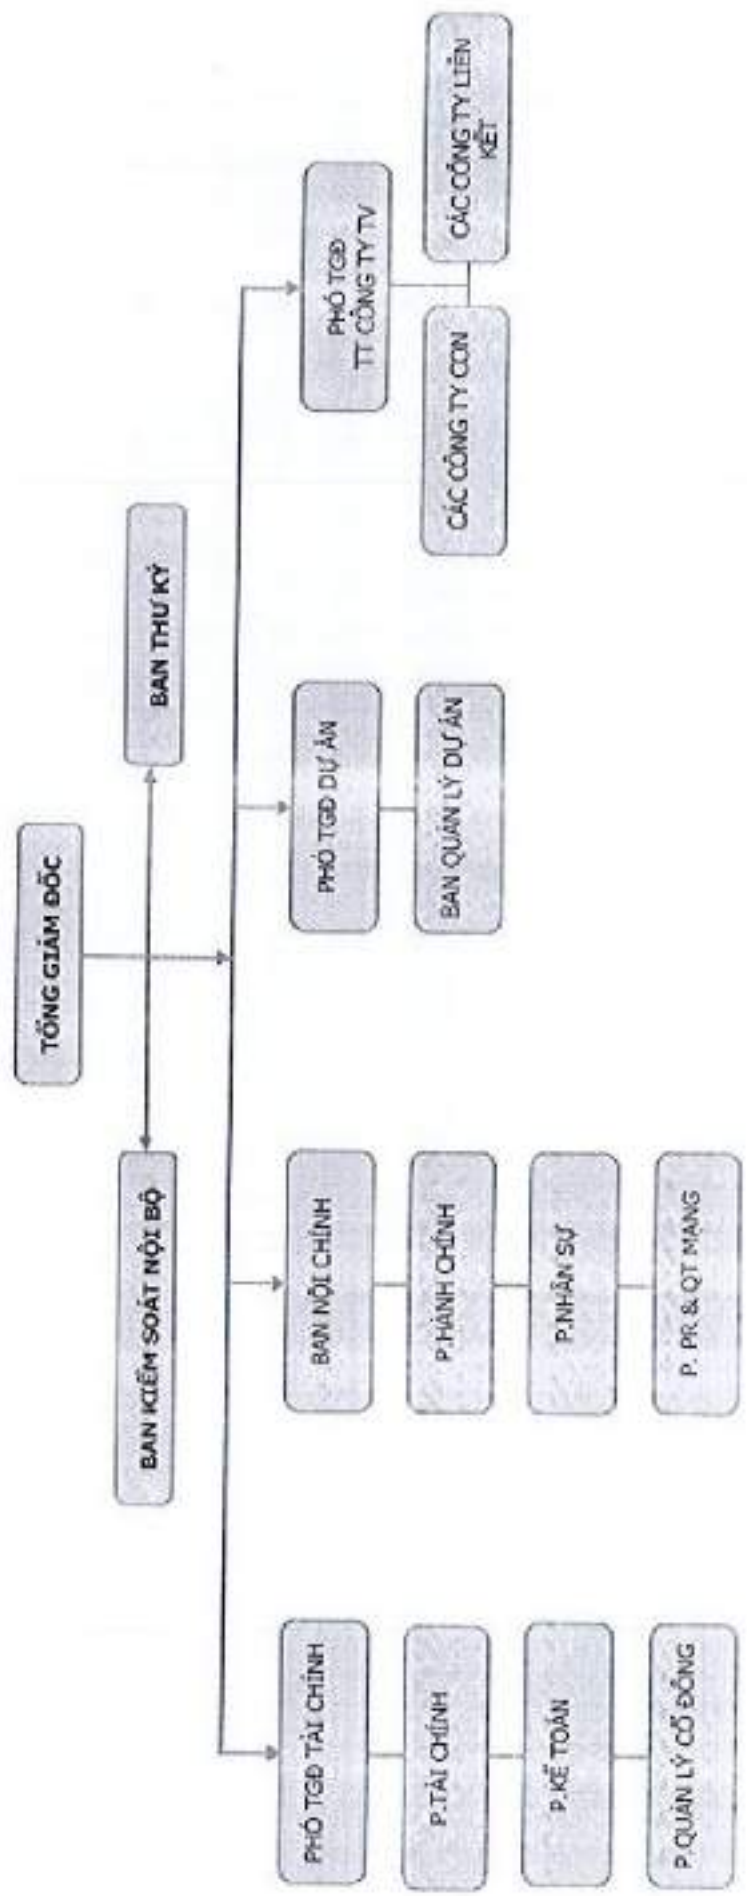 TỔNG GIÁM ĐỐC
BAN KIỂM SOÁT NỘI BỘ
BAN THƯ KÝ
PHÓ TGĐ TÀI CHÍNH
P.TÀI CHÍNH
P.KẾ TOÁN
P.QUẢN LÝ CỔ ĐÔNG
BAN NỘI CHÍNH
P.HÀNH CHÍNH
P.NHÂN SỰ
P. PR & QT MẠNG
PHÓ TGĐ DỰ ÁN
BAN QUẢN LÝ DỰ ÁN
PHÓ TGĐ
TT CÔNG TY TV
CÁC CÔNG TY CON
CÁC CÔNG TY LIÊN
KẾT